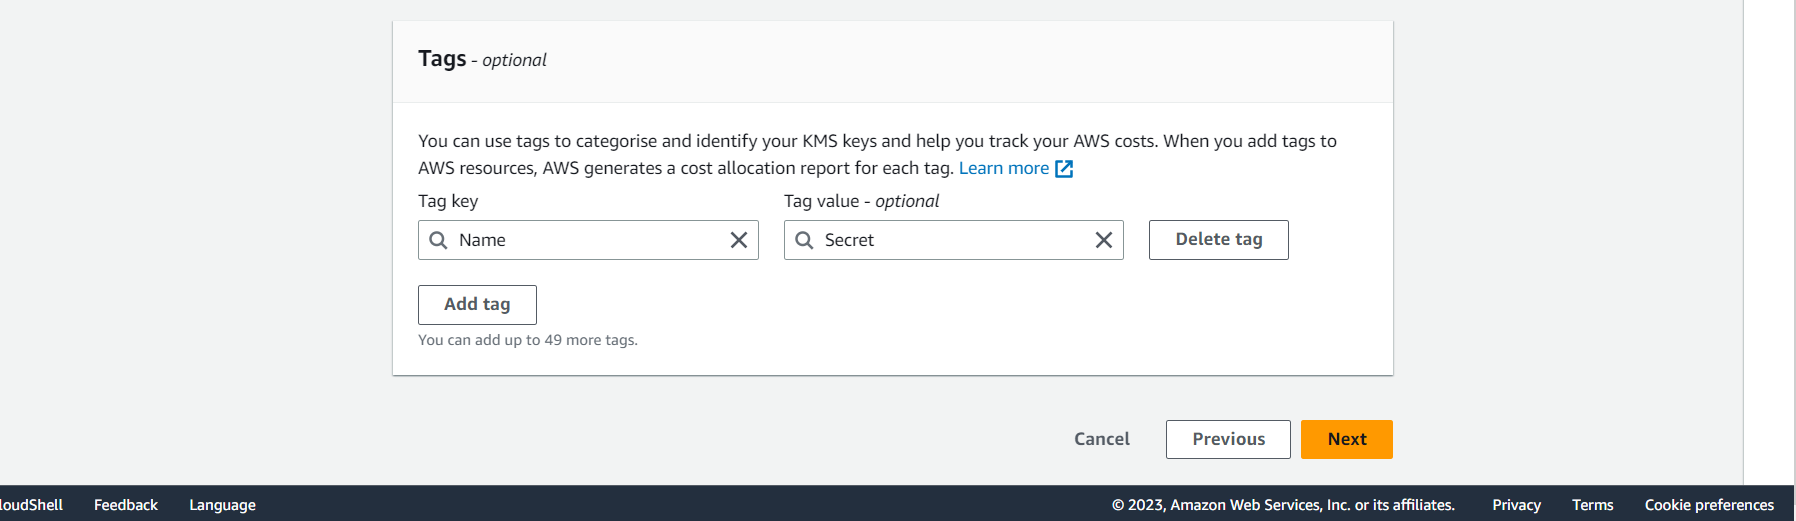 Tags - optional
You can use tags to categorise and identify your KMS keys and help you track your AWS costs. When you add tags to
AWS resources, AWS generates a cost allocation report for each tag. Learn more
Tag key
Tag value - optional
Name
Secret
Delete tag
Add tag
You can add up to 49 more tags.
Cancel
Previous
Next
loudShell
Feedback
Language
© 2023, Amazon Web Services, Inc. or its affiliates.
Privacy
Terms
Cookie preferences